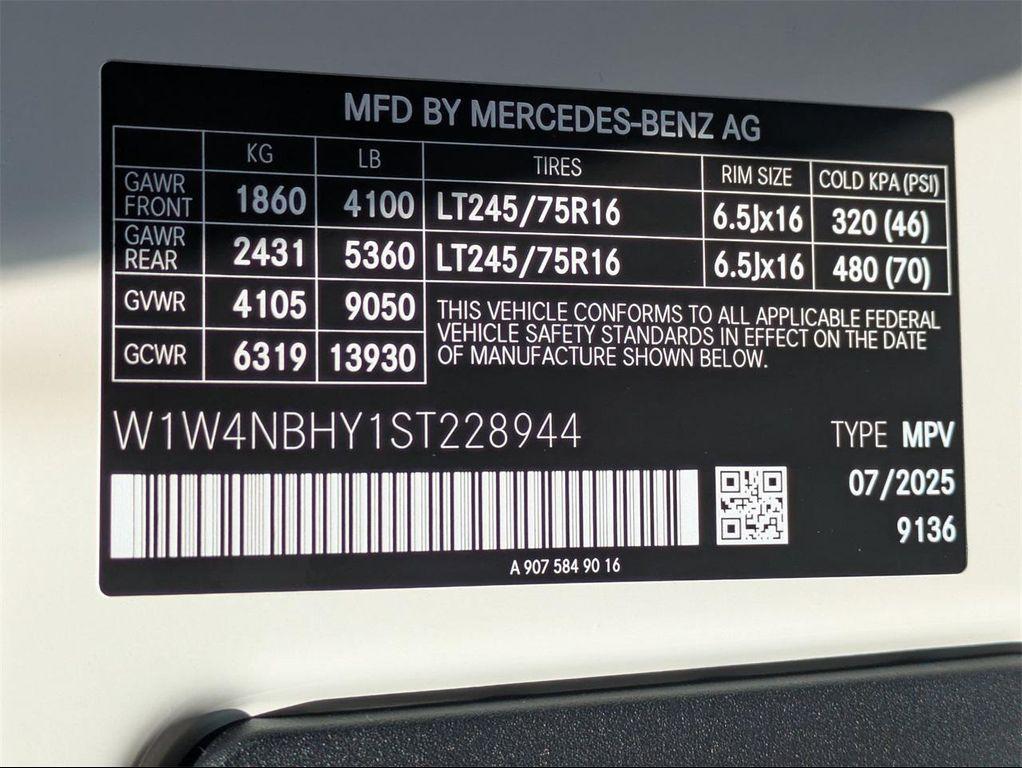 MFD BY MERCEDES-BENZ AG
KG LB TIRES RIM SIZE COLD KPA (PSI)
GAWR FRONT 1860 4100 LT245/75R16 6.5Jx16 320 (46)
GAWR REAR 2431 5360 LT245/75R16 6.5Jx16 480 (70)
GVWR 4105 9050
GCWR 6319 13930
THIS VEHICLE CONFORMS TO ALL APPLICABLE FEDERAL
VEHICLE SAFETY STANDARDS IN EFFECT ON THE DATE
OF MANUFACTURE SHOWN BELOW.
W1W4NBHY1ST228944
TYPE MPV
07/2025
9136
A 907 584 90 16